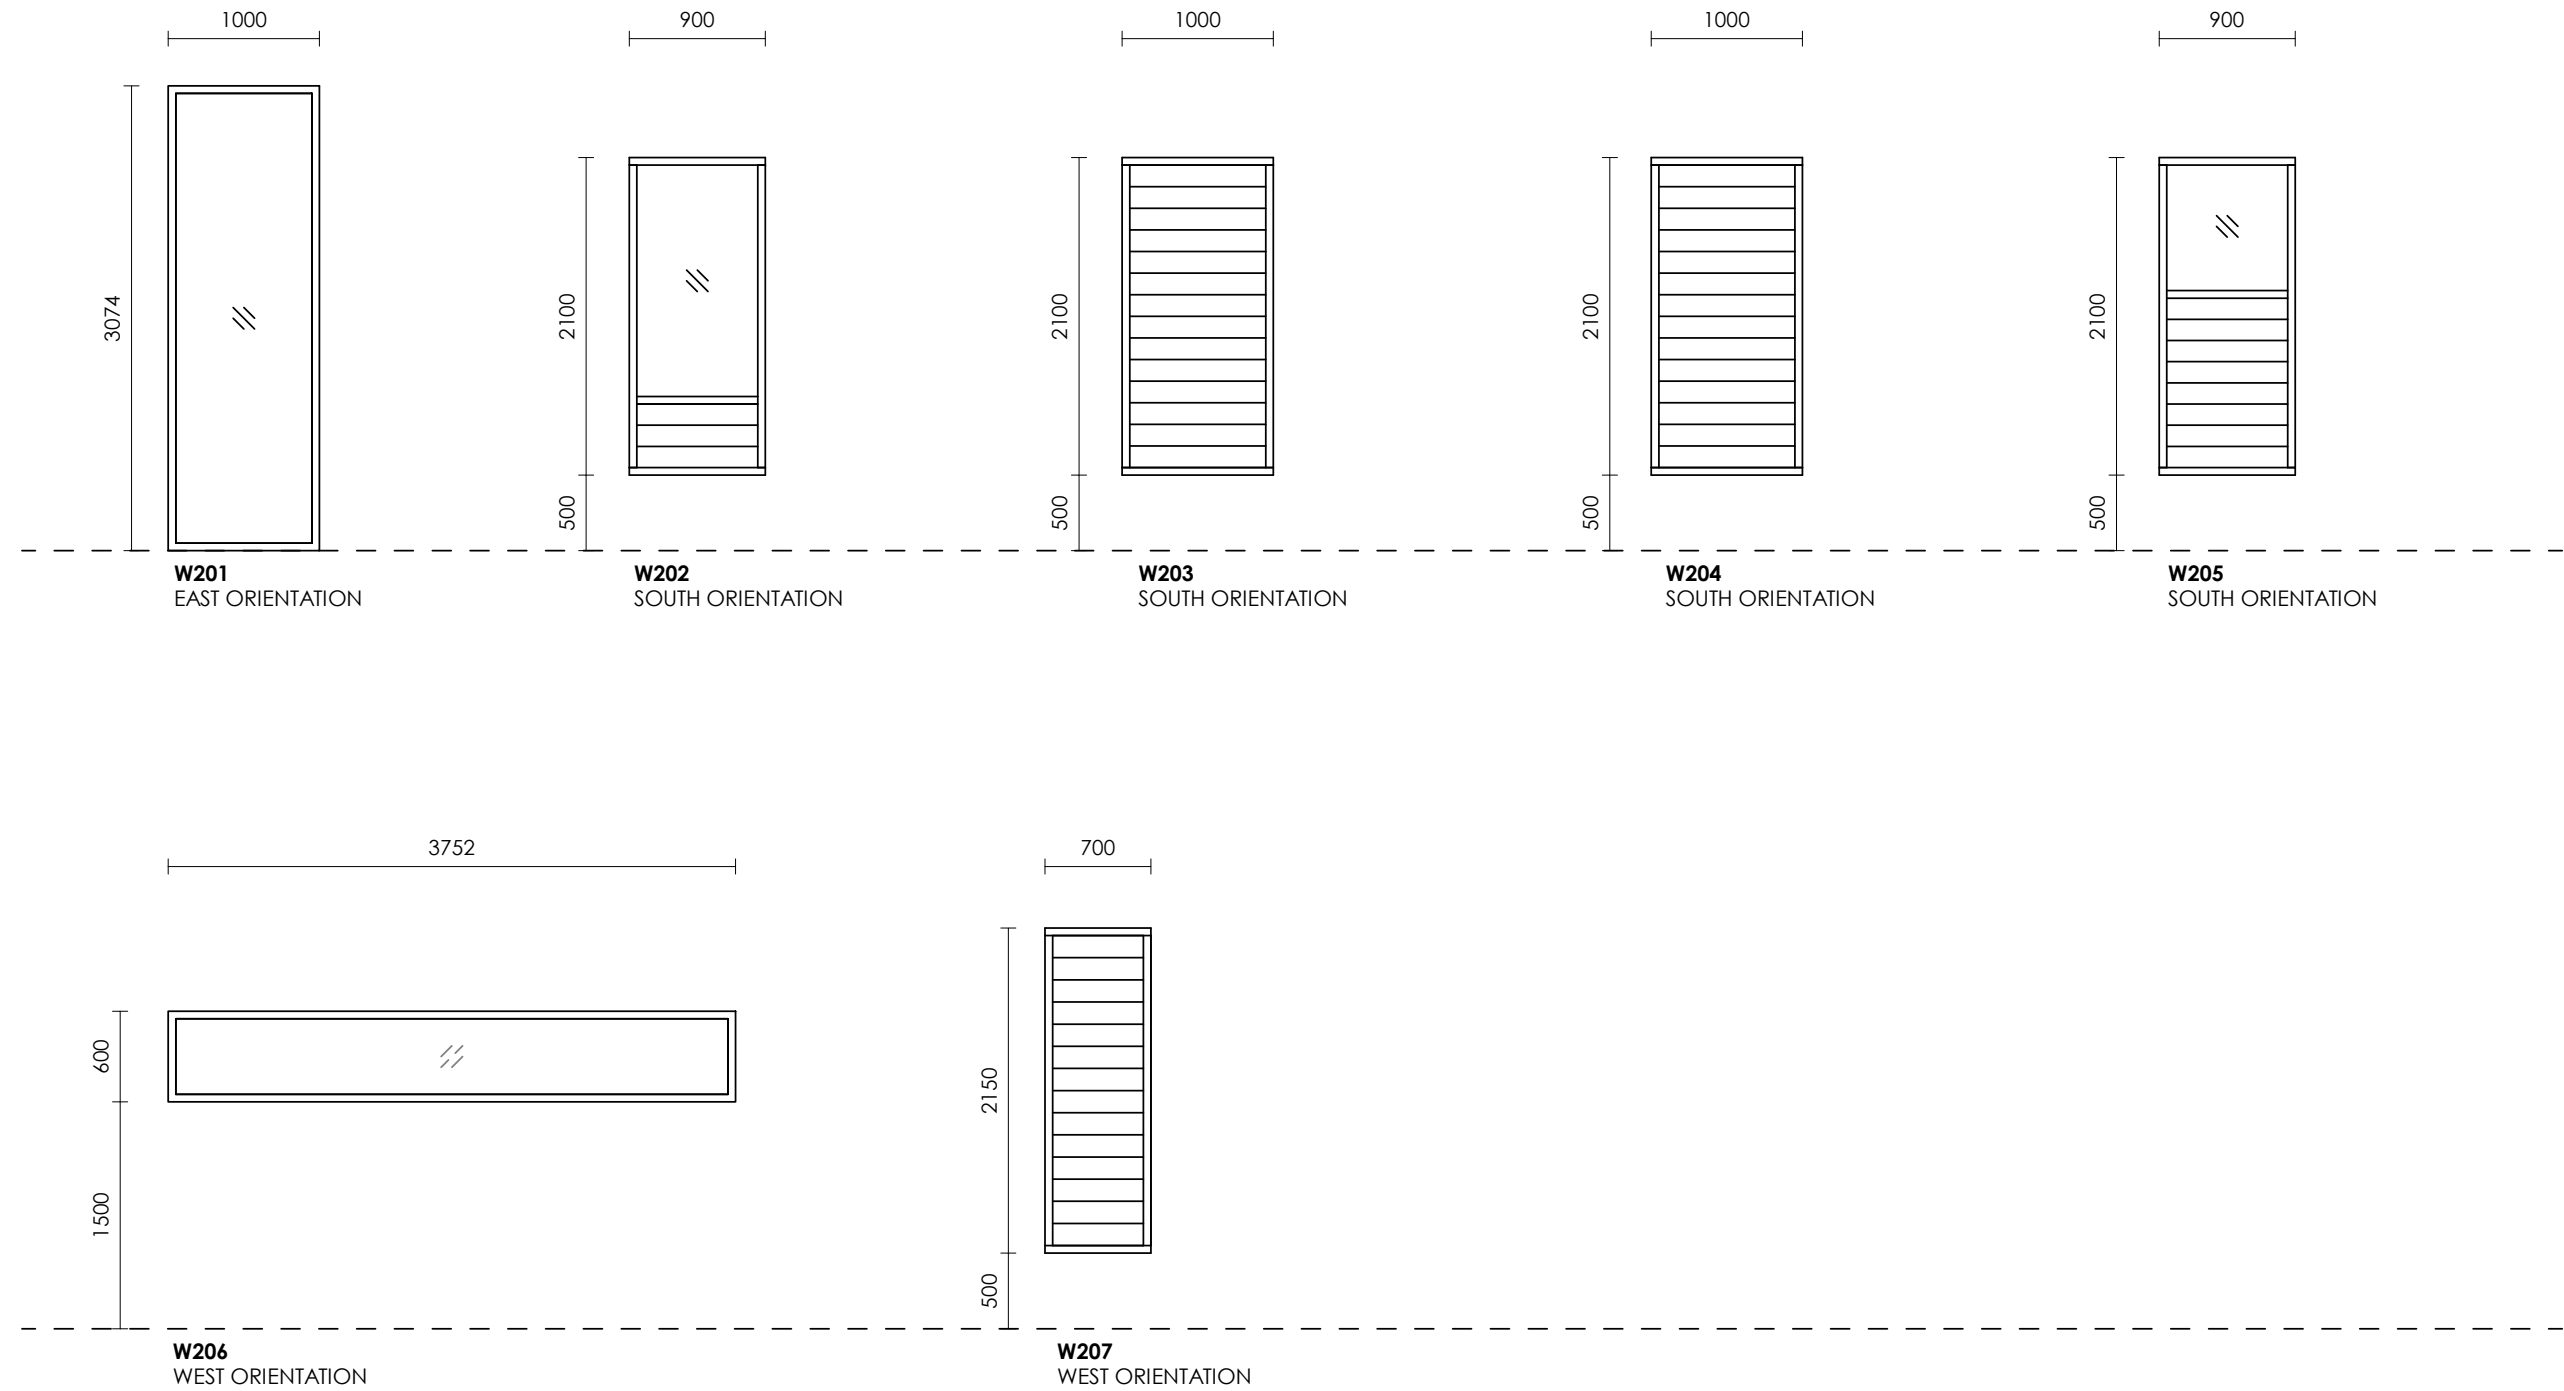 1000
900
1000
1000
900
3074
2100
500
2100
500
2100
500
2100
500
W201
EAST ORIENTATION
W202
SOUTH ORIENTATION
W203
SOUTH ORIENTATION
W204
SOUTH ORIENTATION
W205
SOUTH ORIENTATION
3752
700
600
1500
2150
500
W206
WEST ORIENTATION
W207
WEST ORIENTATION